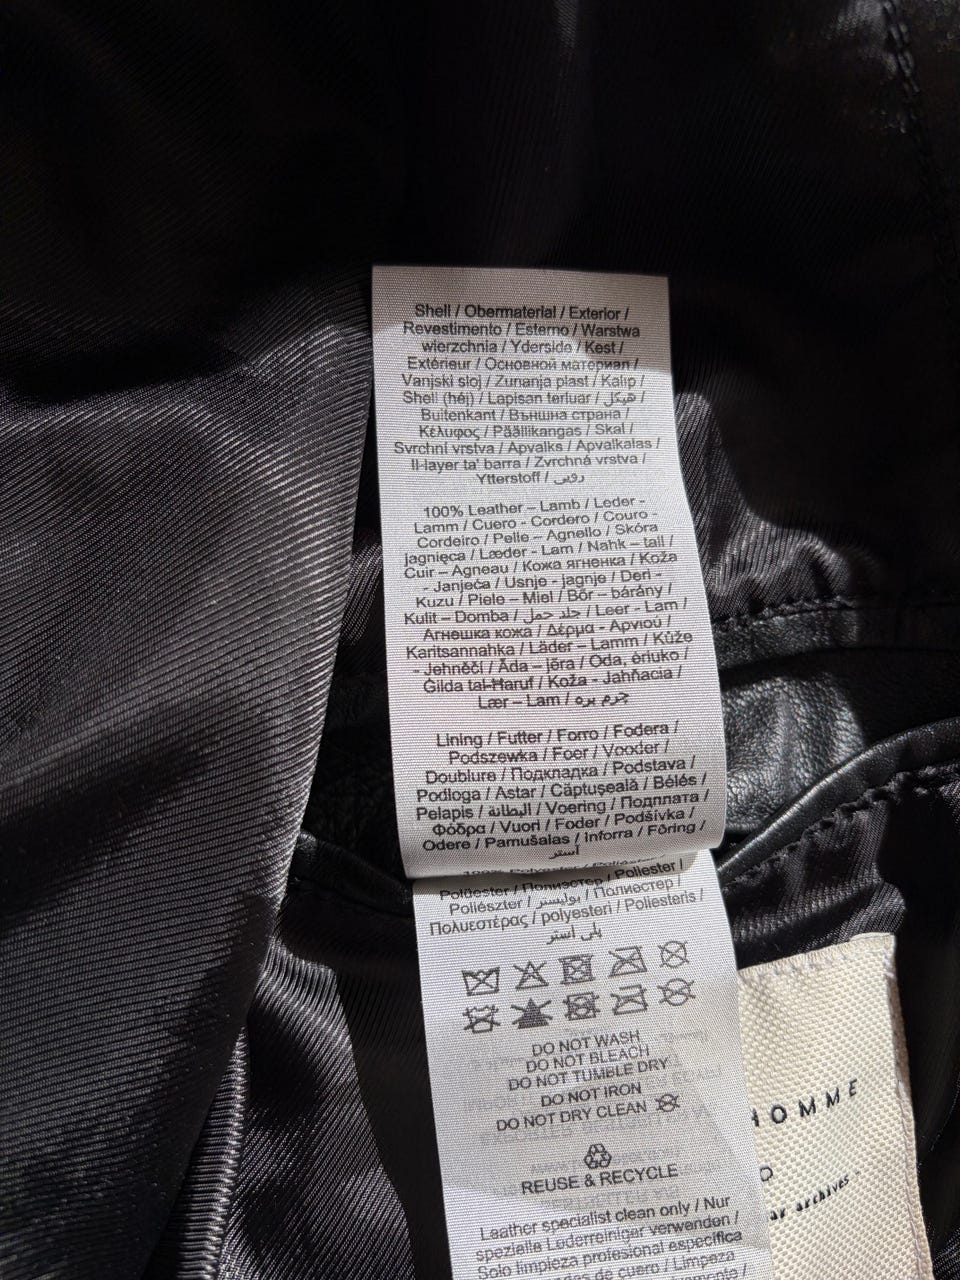 Shell / Obermaterial / Exterior /
Revestimento / Esterno / Warstwa
wierzchnia / Yderside / Kest /
Extérieur / Основной материал /
Vanjski sloj / Zunanja plast / Kalıp /
Shell (héj) / Lapisan terluar / هيكل /
Buitenkant / Външна страна /
Κέλυφος / Päällikangas / Skal /
Svrchní vrstva / Apvalks / Apvalkalas /
Il-layer ta' barra / Zvrchná vrstva /
Ytterstoff / رویی
100% Leather – Lamb / Leder -
Lamm / Cuero - Cordero / Couro -
Cordeiro / Pelle – Agnello / Skóra
jagnięca / Læder - Lam / Nahk – tall /
Cuir – Agneau / Кожа ягненка / Koža
- Janjeća / Usnje - jagnje / Deri -
Kuzu / Piele – Miel / Bőr – bárány /
Kulit – Domba / جلد حمل / Leer - Lam /
Агнешка кожа / Δέρμα - Αρνιού /
Karitsannahka / Läder – Lamm / Kůže
- Jehněčí / Āda – jēra / Oda, ėriuko /
Ġilda tal-Ħaruf / Koža - Jahňacia /
Lær – Lam / چرم بره
Lining / Futter / Forro / Fodera /
Podszewka / Foer / Vooder /
Doublure / Подкладка / Podstava /
Podloga / Astar / Căptuşeală / Bélés /
Pelapis / البطانة / Voering / Подплата /
Φόδρα / Vuori / Foder / Podšívka /
Odere / Pamušalas / Inforra / Fôring /
آستر
100% Polyester / Poliéster /
Polüester / Полиэстер / Poliester /
Poliészter / بوليستر / Полиестер /
Πολυεστέρας / polyesteri / Poliesteris /
پلی استر
DO NOT WASH
DO NOT BLEACH
DO NOT TUMBLE DRY
DO NOT IRON
DO NOT DRY CLEAN
REUSE & RECYCLE
Leather specialist clean only / Nur
spezielle Lederreiniger verwenden /
Solo limpieza profesional específica
de cuero / Limpeza
HOMME
archives